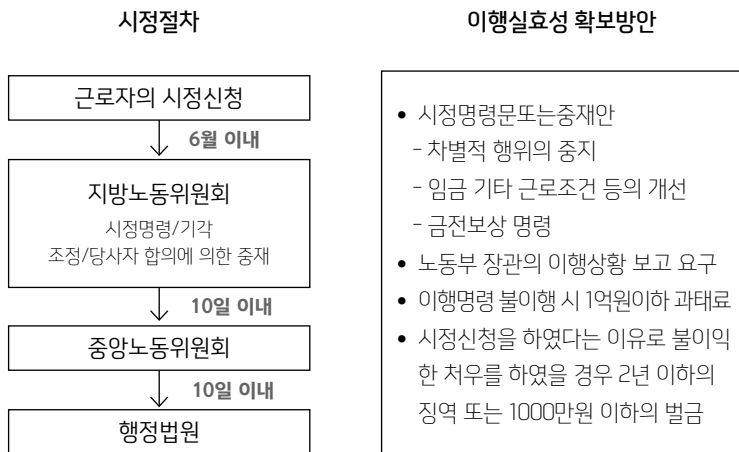 시정절차
근로자의 시정신청
6월 이내
지방노동위원회
시정명령/기각
조정/당사자 합의에 의한 중재
10일 이내
중앙노동위원회
10일 이내
행정법원
이행실효성 확보방안
• 시정명령문또는중재안
- 차별적 행위의 중지
- 임금 기타 근로조건 등의 개선
- 금전보상 명령
• 노동부 장관의 이행상황 보고 요구
• 이행명령 불이행 시 1억원이하 과태료
• 시정신청을 하였다는 이유로 불이익
한 처우를 하였을 경우 2년 이하의
징역 또는 1000만원 이하의 벌금